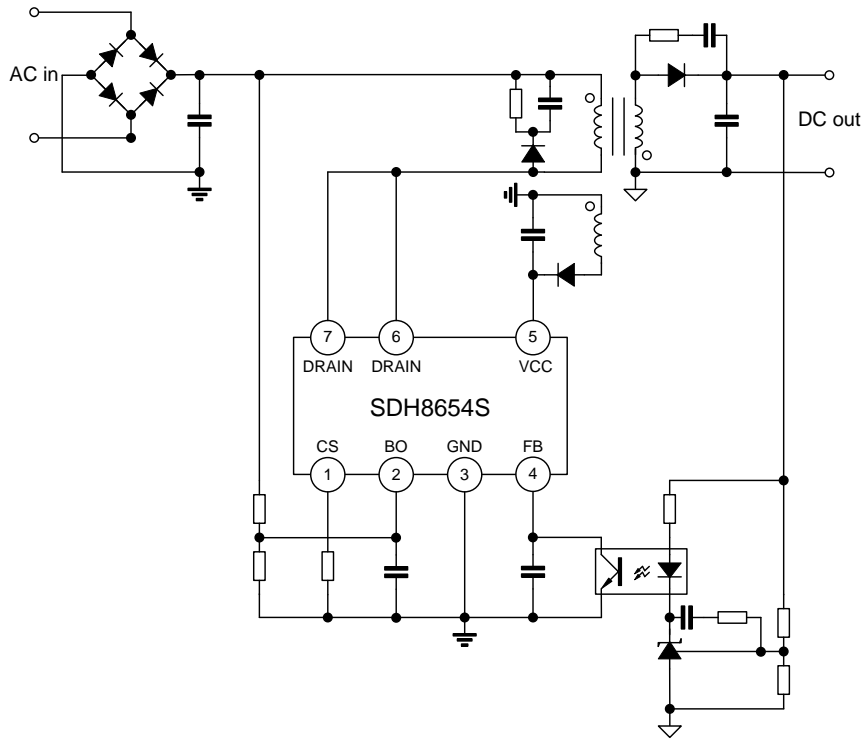 AC in
DC out
7
6
5
DRAIN
DRAIN
VCC
SDH8654S
CS
BO
GND
FB
1
2
3
4